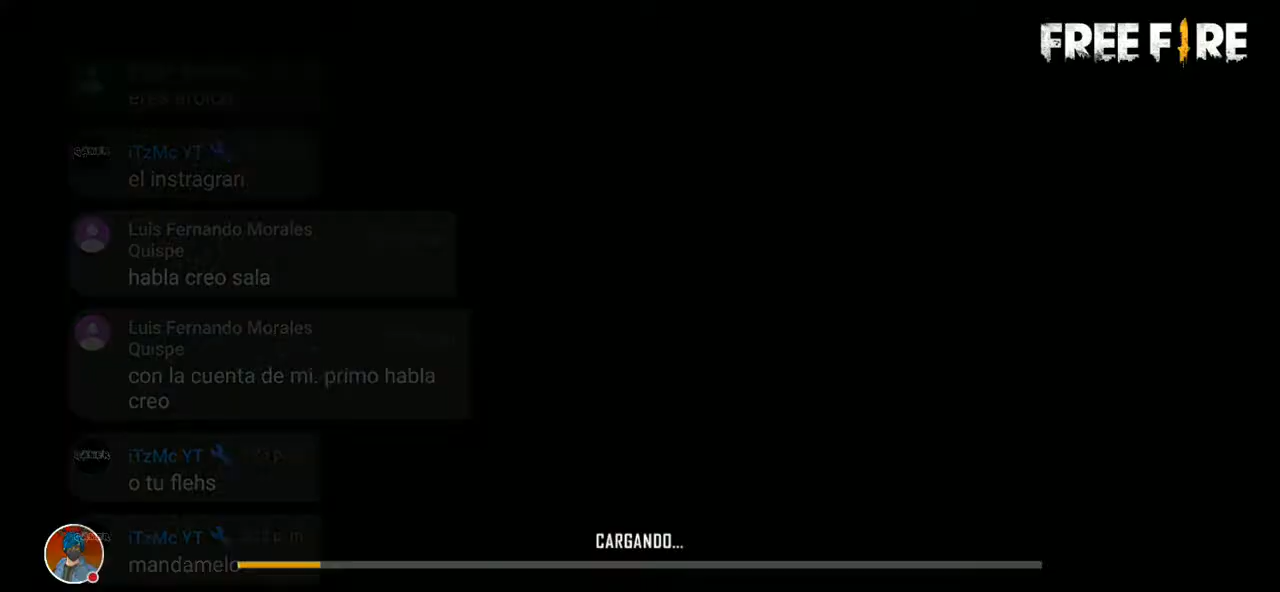 FREE FIRE
iTzMc YT
el instragran
Luis Fernando Morales
Quispe
habla creo sala
Luis Fernando Morales
Quispe
con la cuenta de mi. primo habla
creo
iTzMc YT
o tu flehs
CARGANDO...
iTzMc YT
mandamelo